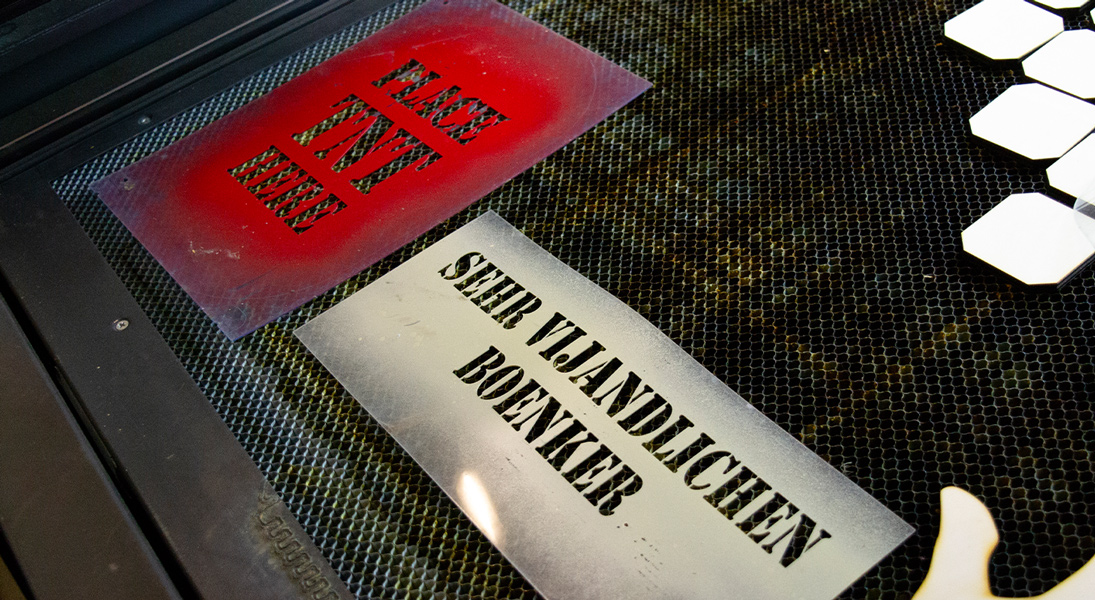 PLACE
TNT
HERE
SEHR VIJANDLICHEN
BOENKER